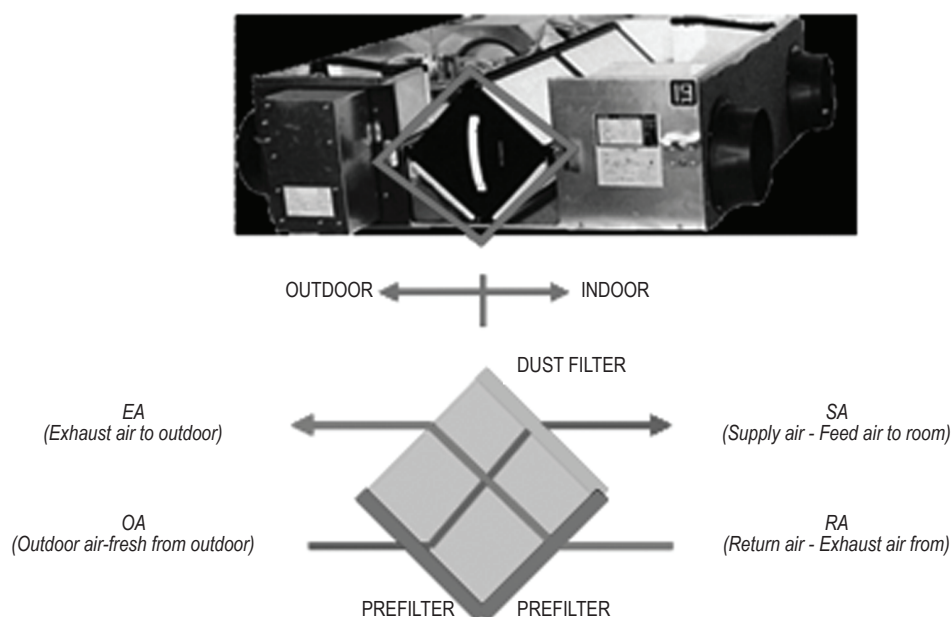 OUTDOOR
INDOOR
DUST FILTER
EA
(Exhaust air to outdoor)
SA
(Supply air - Feed air to room)
OA
(Outdoor air-fresh from outdoor)
RA
(Return air - Exhaust air from)
PREFILTER
PREFILTER